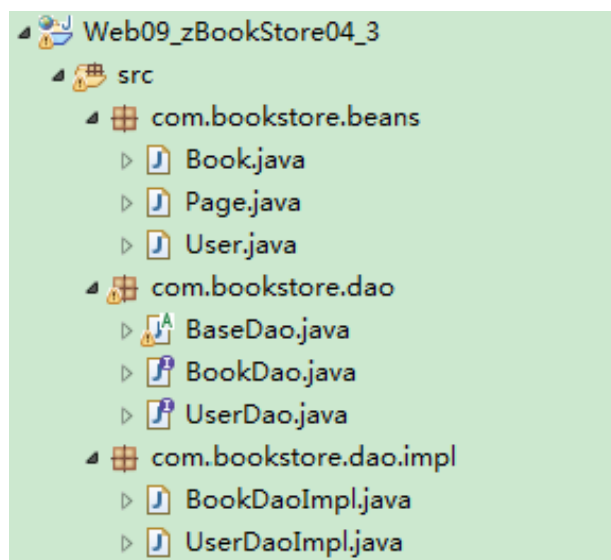 Web09_zBookStore04_3
src
com.bookstore.beans
Book.java
Page.java
User.java
com.bookstore.dao
BaseDao.java
BookDao.java
UserDao.java
com.bookstore.dao.impl
BookDaoImpl.java
UserDaoImpl.java